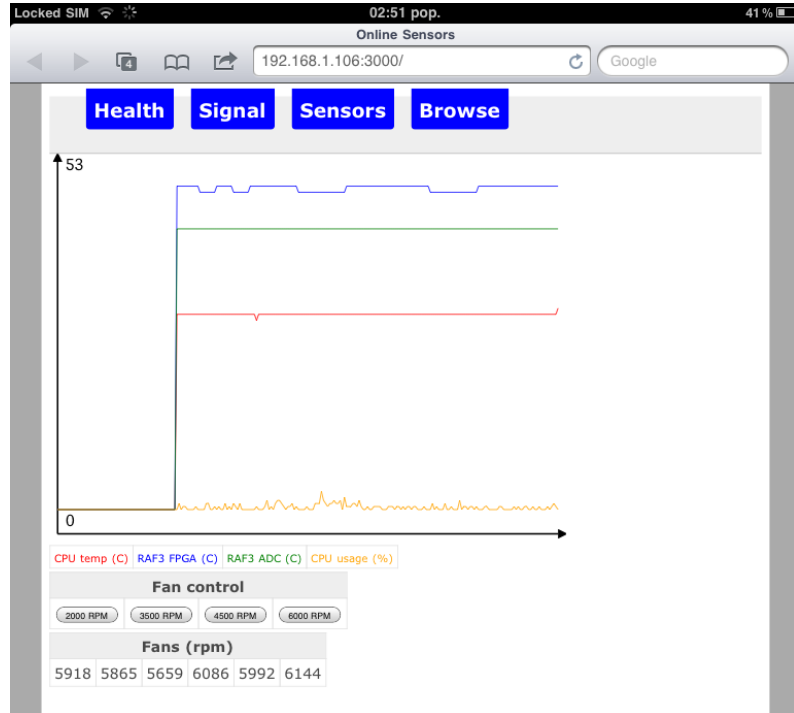 Locked SIM 02:51 pop. 41 %
Online Sensors
4 192.168.1.106:3000/ Google
Health Signal Sensors Browse
53
0
CPU temp (C) RAF3 FPGA (C) RAF3 ADC (C) CPU usage (%)
Fan control
2000 RPM 3500 RPM 4500 RPM 6000 RPM
Fans (rpm)
5918 5865 5659 6086 5992 6144